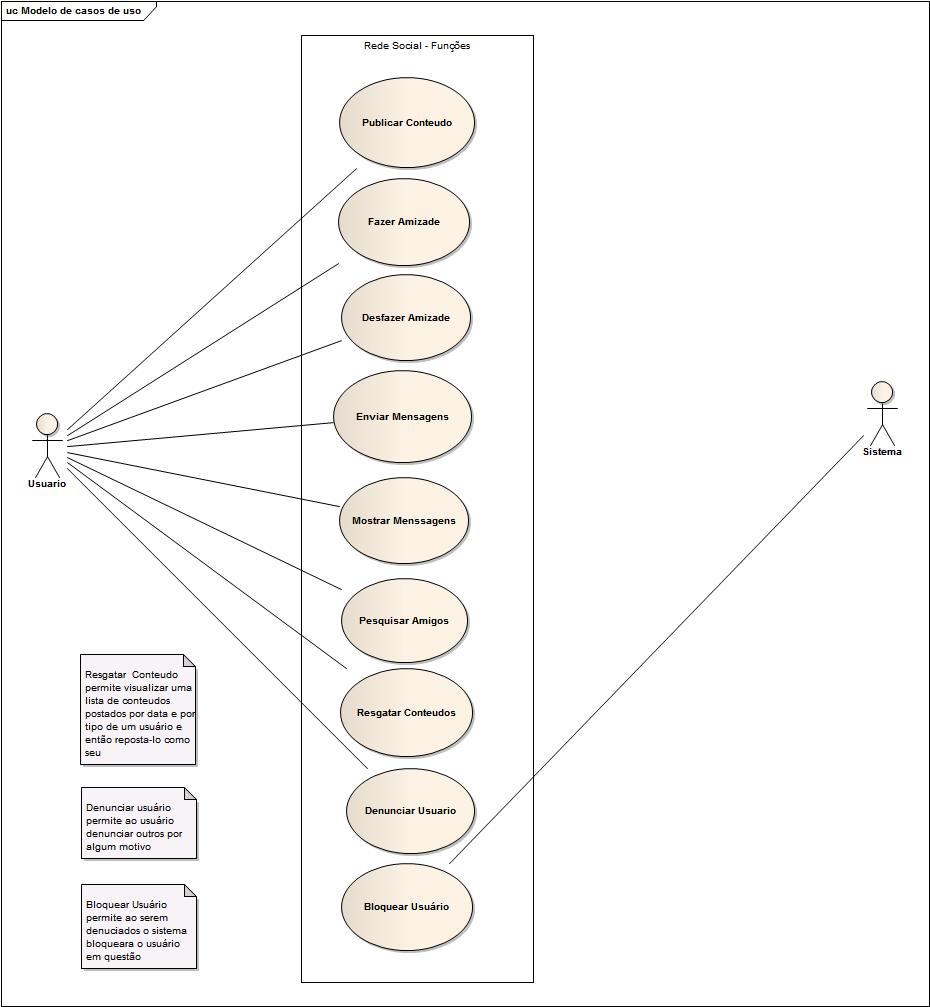 uc Modelo de casos de uso
Rede Social - Funções
Publicar Conteudo
Fazer Amizade
Desfazer Amizade
Enviar Mensagens
Mostrar Menssagens
Pesquisar Amigos
Resgatar Conteudos
Denunciar Usuario
Bloquear Usuário
Usuario
Sistema
Resgatar Conteudo
permite visualizar uma
lista de conteudos
postados por data e por
tipo de um usuário e
então reposta-lo como
seu
Denunciar usuário
permite ao usuário
denunciar outros por
algum motivo
Bloquear Usuário
permite ao serem
denuciados o sistema
bloqueara o usuário
em questão